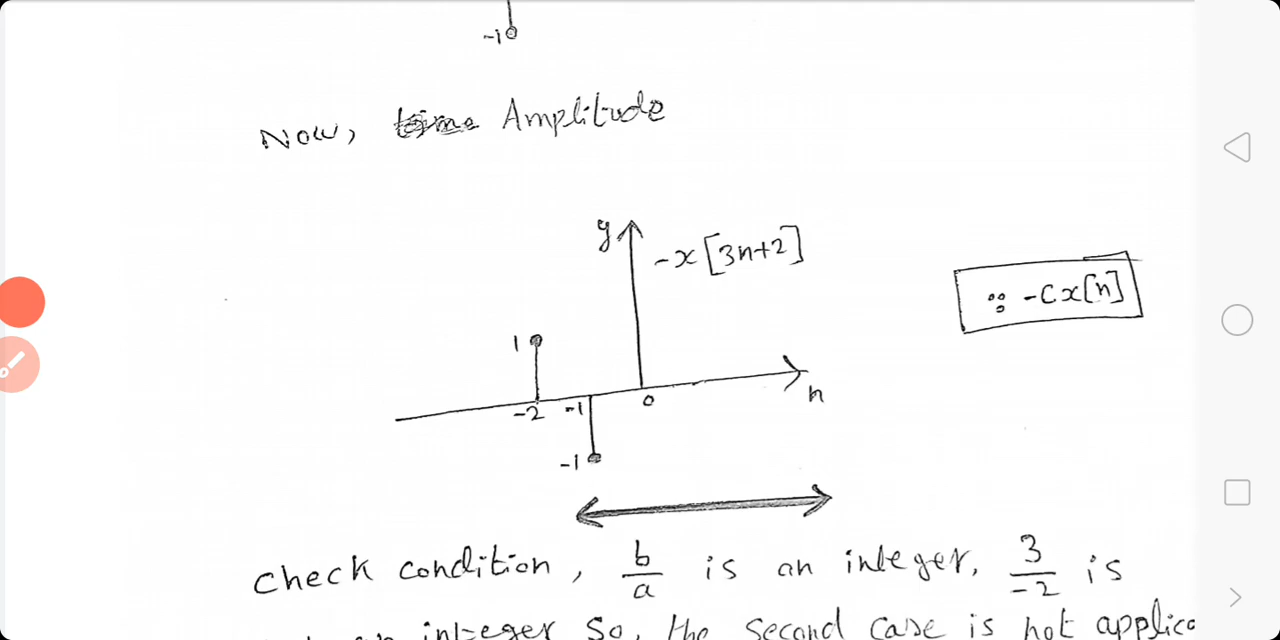 -1
Now, time Amplitude
y
-x[3n+2]
∴ -Cx[n]
1
-2 -1 0
n
-1
check condition, b/a is an integer. 3/-2 is
integer So, the second case is not applica